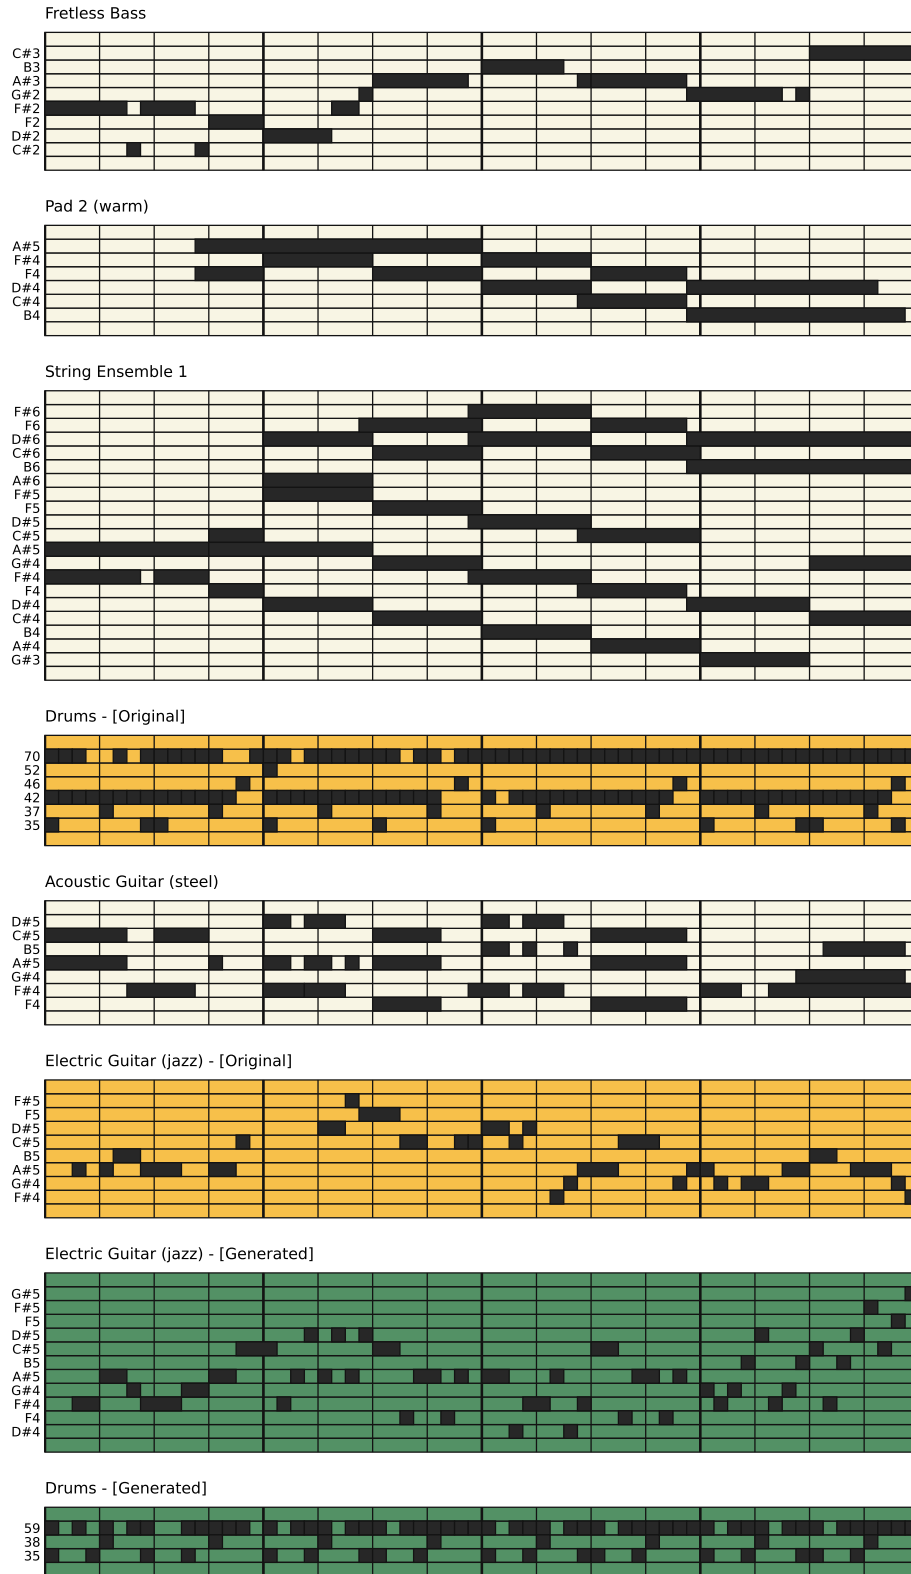 Fretless Bass
C#3
B3
A#3
G#2
F#2
F2
D#2
C#2
Pad 2 (warm)
A#5
F#4
F4
D#4
C#4
B4
String Ensemble 1
F#6
F6
D#6
C#6
B6
A#6
F#5
F5
D#5
C#5
A#5
G#4
F#4
F4
D#4
C#4
B4
A#4
G#3
Drums - [Original]
70
52
46
42
37
35
Acoustic Guitar (steel)
D#5
C#5
B5
A#5
G#4
F#4
F4
Electric Guitar (jazz) - [Original]
F#5
F5
D#5
C#5
B5
A#5
G#4
F#4
Electric Guitar (jazz) - [Generated]
G#5
F#5
F5
D#5
C#5
B5
A#5
G#4
F#4
F4
D#4
Drums - [Generated]
59
38
35